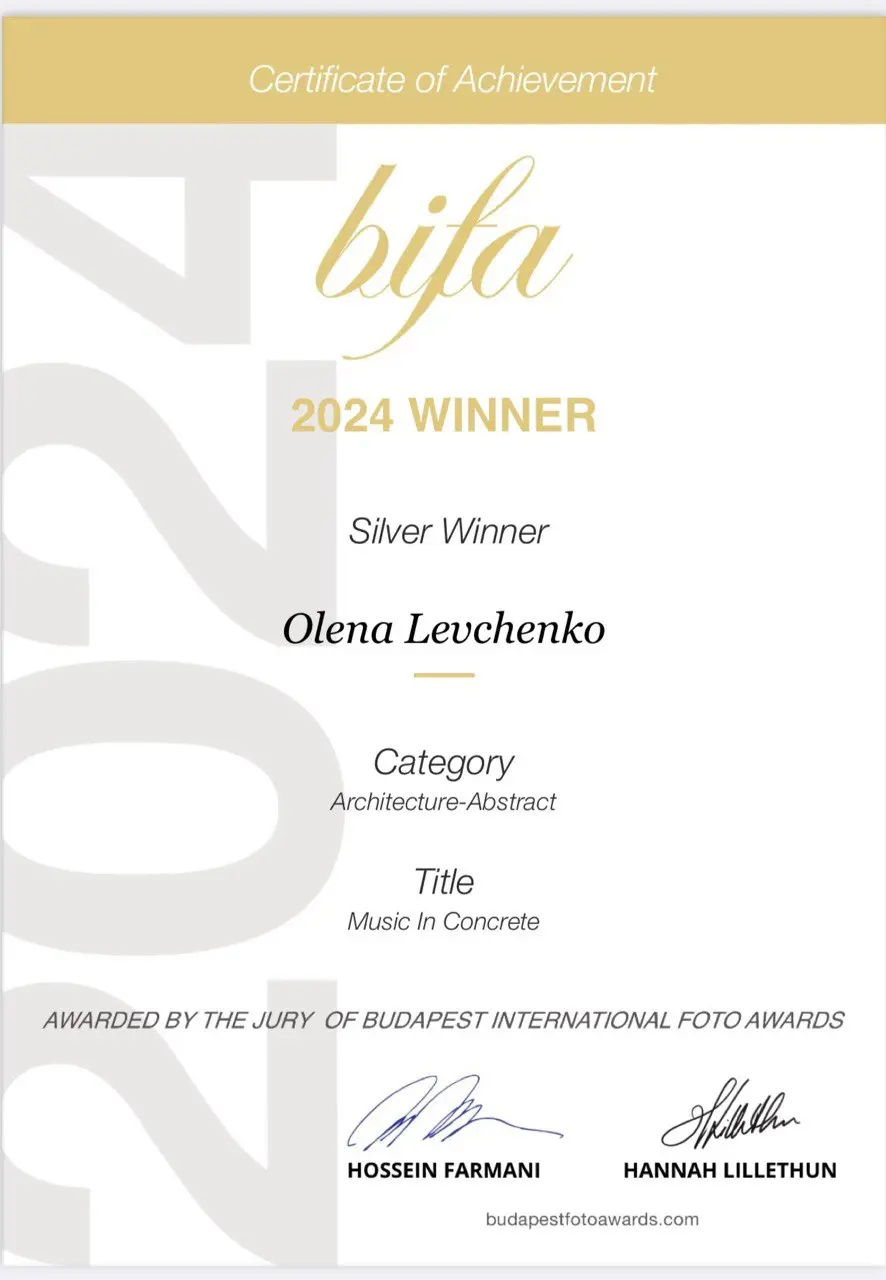 Certificate of Achievement
2024
bifa
2024 WINNER
Silver Winner
Olena Levchenko
Category
Architecture-Abstract
Title
Music In Concrete
AWARDED BY THE JURY OF BUDAPEST INTERNATIONAL FOTO AWARDS
HOSSEIN FARMANI
HANNAH LILLETHUN
budapestfotoawards.com